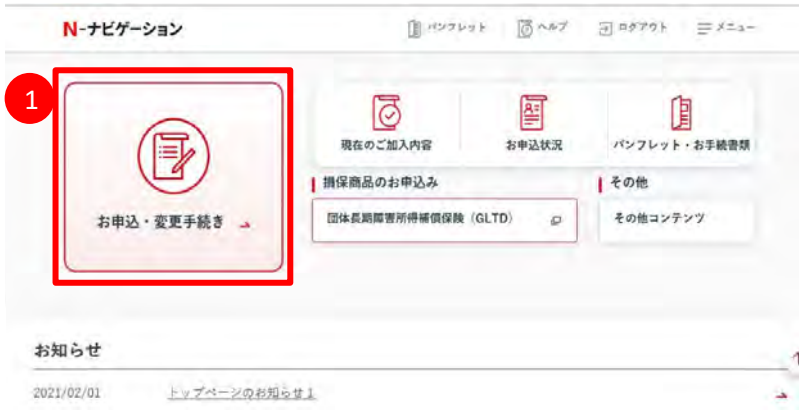 N-ナビゲーション
パンフレット ヘルプ ログアウト メニュー
1
お申込・変更手続き
現在のご加入内容 お申込状況 パンフレット・お手続書類
損保商品のお申込み
団体長期障害所得補償保険（GLTD）
その他
その他コンテンツ
お知らせ
2021/02/01 トップページのお知らせ1